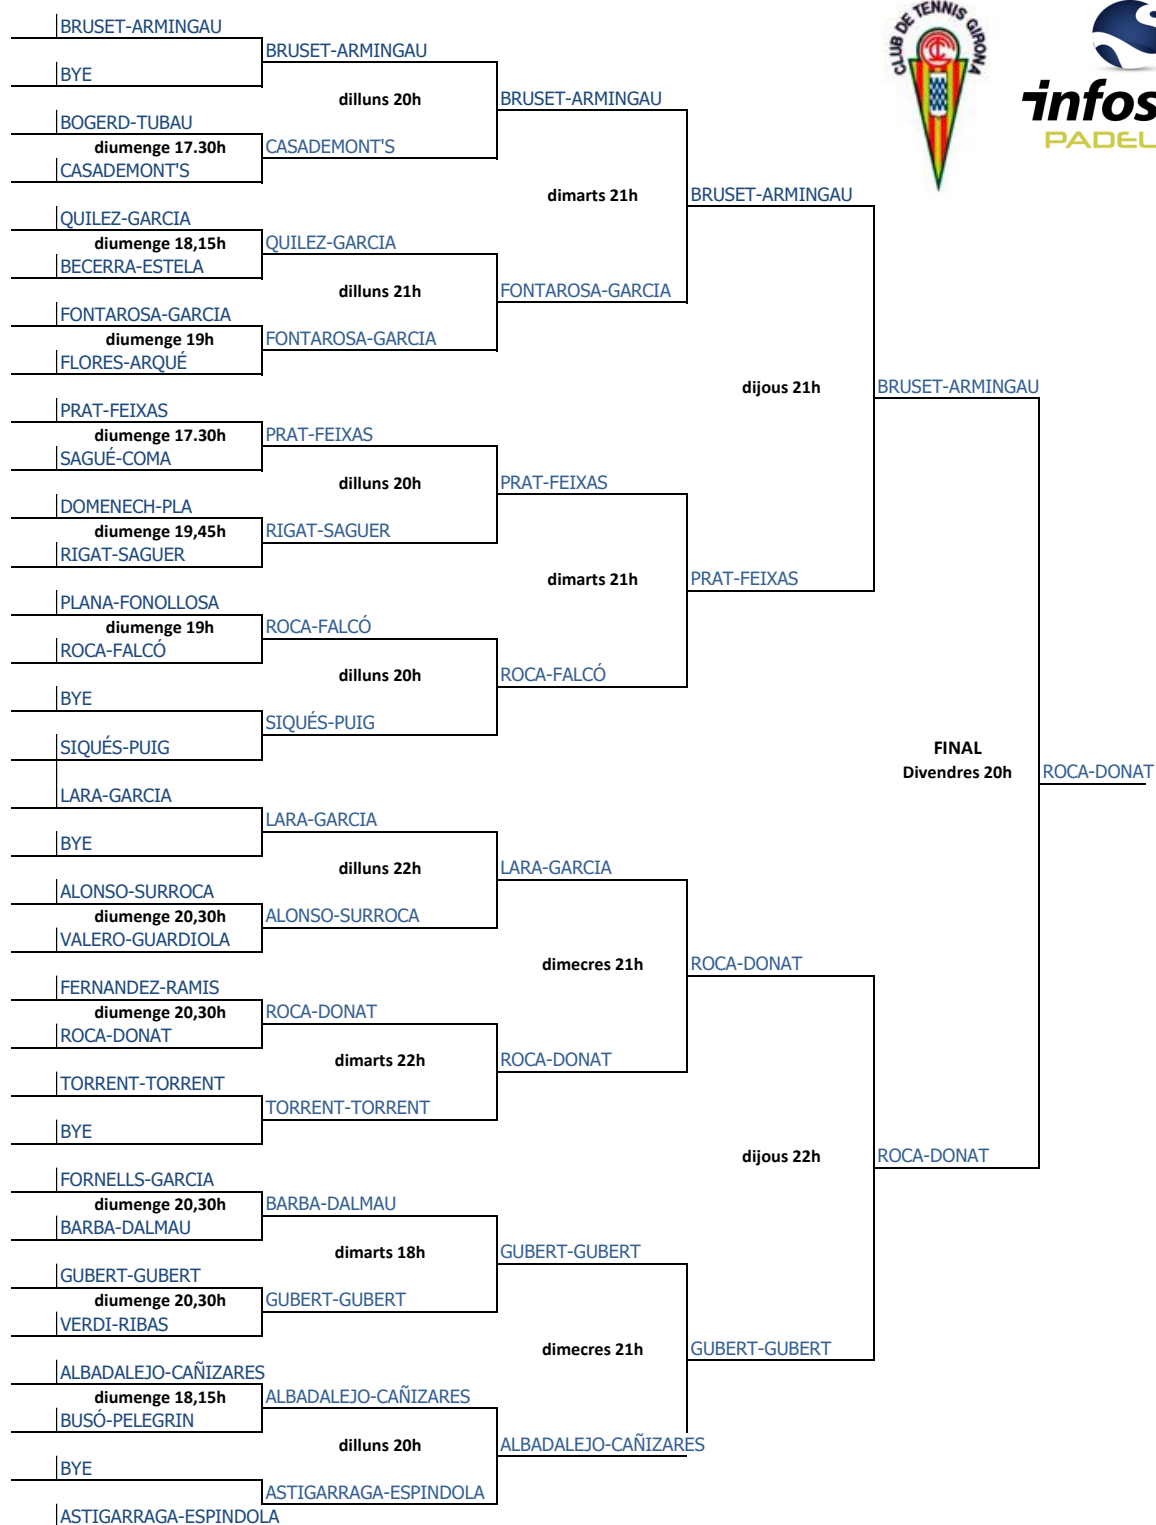 BRUSET-ARMINGAU
BRUSET-ARMINGAU
BYE
dilluns 20h
BRUSET-ARMINGAU
BOGERD-TUBAU
diumenge 17.30h
CASADEMONT'S
CASADEMONT'S
dimarts 21h
BRUSET-ARMINGAU
QUILEZ-GARCIA
diumenge 18,15h
QUILEZ-GARCIA
BECERRA-ESTELA
dilluns 21h
FONTAROSA-GARCIA
FONTAROSA-GARCIA
diumenge 19h
FONTAROSA-GARCIA
FLORES-ARQUÉ
dijous 21h
BRUSET-ARMINGAU
PRAT-FEIXAS
diumenge 17.30h
PRAT-FEIXAS
SAGUÉ-COMA
dilluns 20h
PRAT-FEIXAS
DOMENECH-PLA
diumenge 19,45h
RIGAT-SAGUER
RIGAT-SAGUER
dimarts 21h
PRAT-FEIXAS
PLANA-FONOLLOSA
diumenge 19h
ROCA-FALCÓ
ROCA-FALCÓ
dilluns 20h
ROCA-FALCÓ
BYE
SIQUÉS-PUIG
SIQUÉS-PUIG
FINAL
Divendres 20h
ROCA-DONAT
LARA-GARCIA
LARA-GARCIA
BYE
dilluns 22h
LARA-GARCIA
ALONSO-SURROCA
diumenge 20,30h
ALONSO-SURROCA
VALERO-GUARDIOLA
dimecres 21h
ROCA-DONAT
FERNANDEZ-RAMIS
diumenge 20,30h
ROCA-DONAT
ROCA-DONAT
dimarts 22h
ROCA-DONAT
TORRENT-TORRENT
TORRENT-TORRENT
BYE
dijous 22h
ROCA-DONAT
FORNELLS-GARCIA
diumenge 20,30h
BARBA-DALMAU
BARBA-DALMAU
dimarts 18h
GUBERT-GUBERT
GUBERT-GUBERT
diumenge 20,30h
GUBERT-GUBERT
VERDI-RIBAS
dimecres 21h
GUBERT-GUBERT
ALBADALEJO-CAÑIZARES
diumenge 18,15h
ALBADALEJO-CAÑIZARES
BUSÓ-PELEGRIN
dilluns 20h
ALBADALEJO-CAÑIZARES
BYE
ASTIGARRAGA-ESPINDOLA
ASTIGARRAGA-ESPINDOLA
CLUB DE TENNIS GIRONA
PADEL